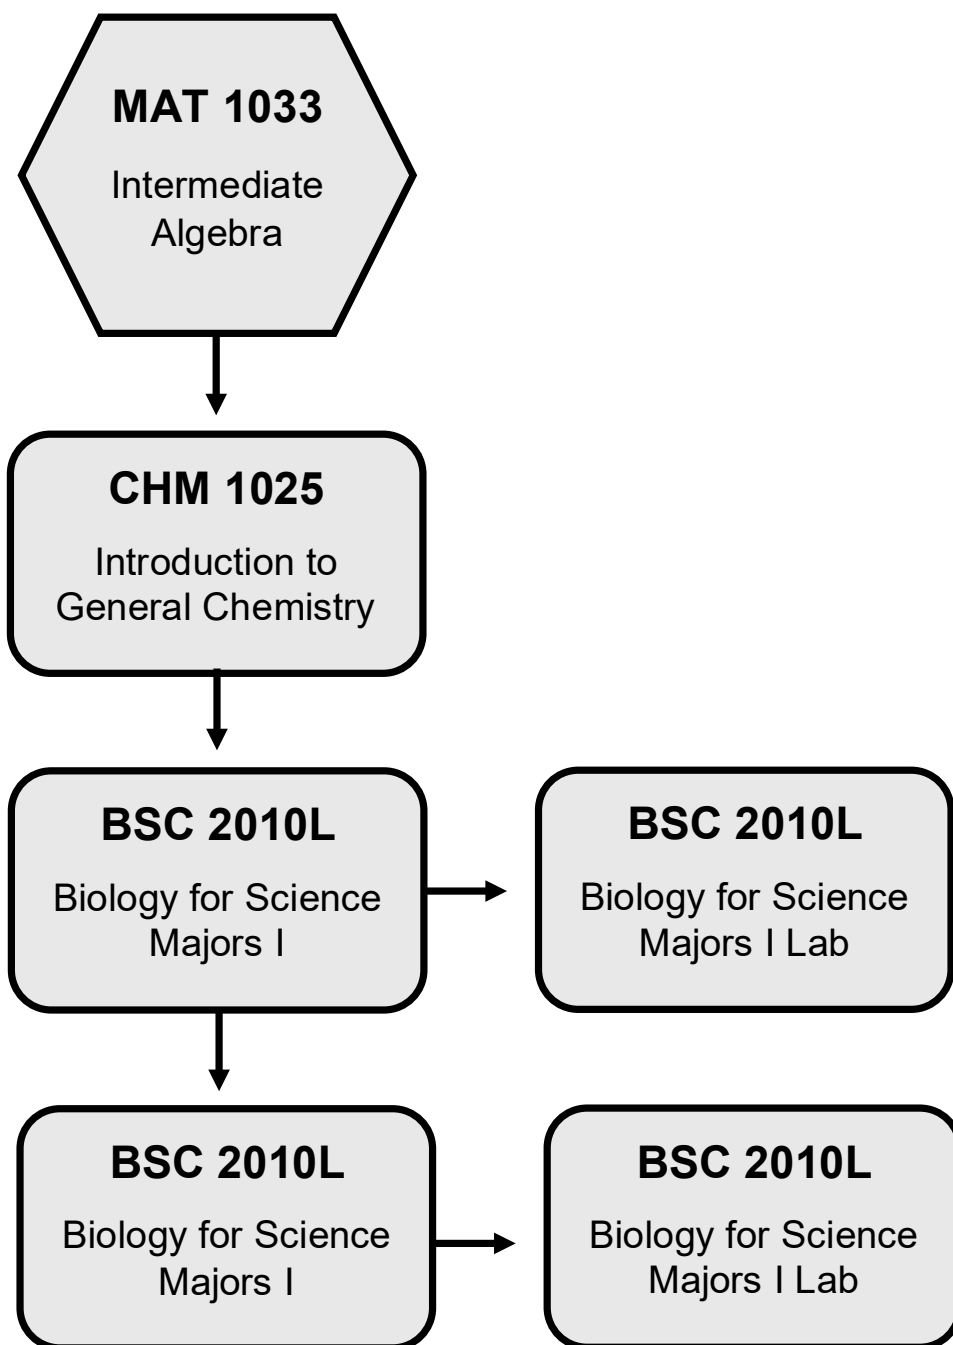 MAT 1033
Intermediate
Algebra
CHM 1025
Introduction to
General Chemistry
BSC 2010L
Biology for Science
Majors I
BSC 2010L
Biology for Science
Majors I Lab
BSC 2010L
Biology for Science
Majors I
BSC 2010L
Biology for Science
Majors I Lab